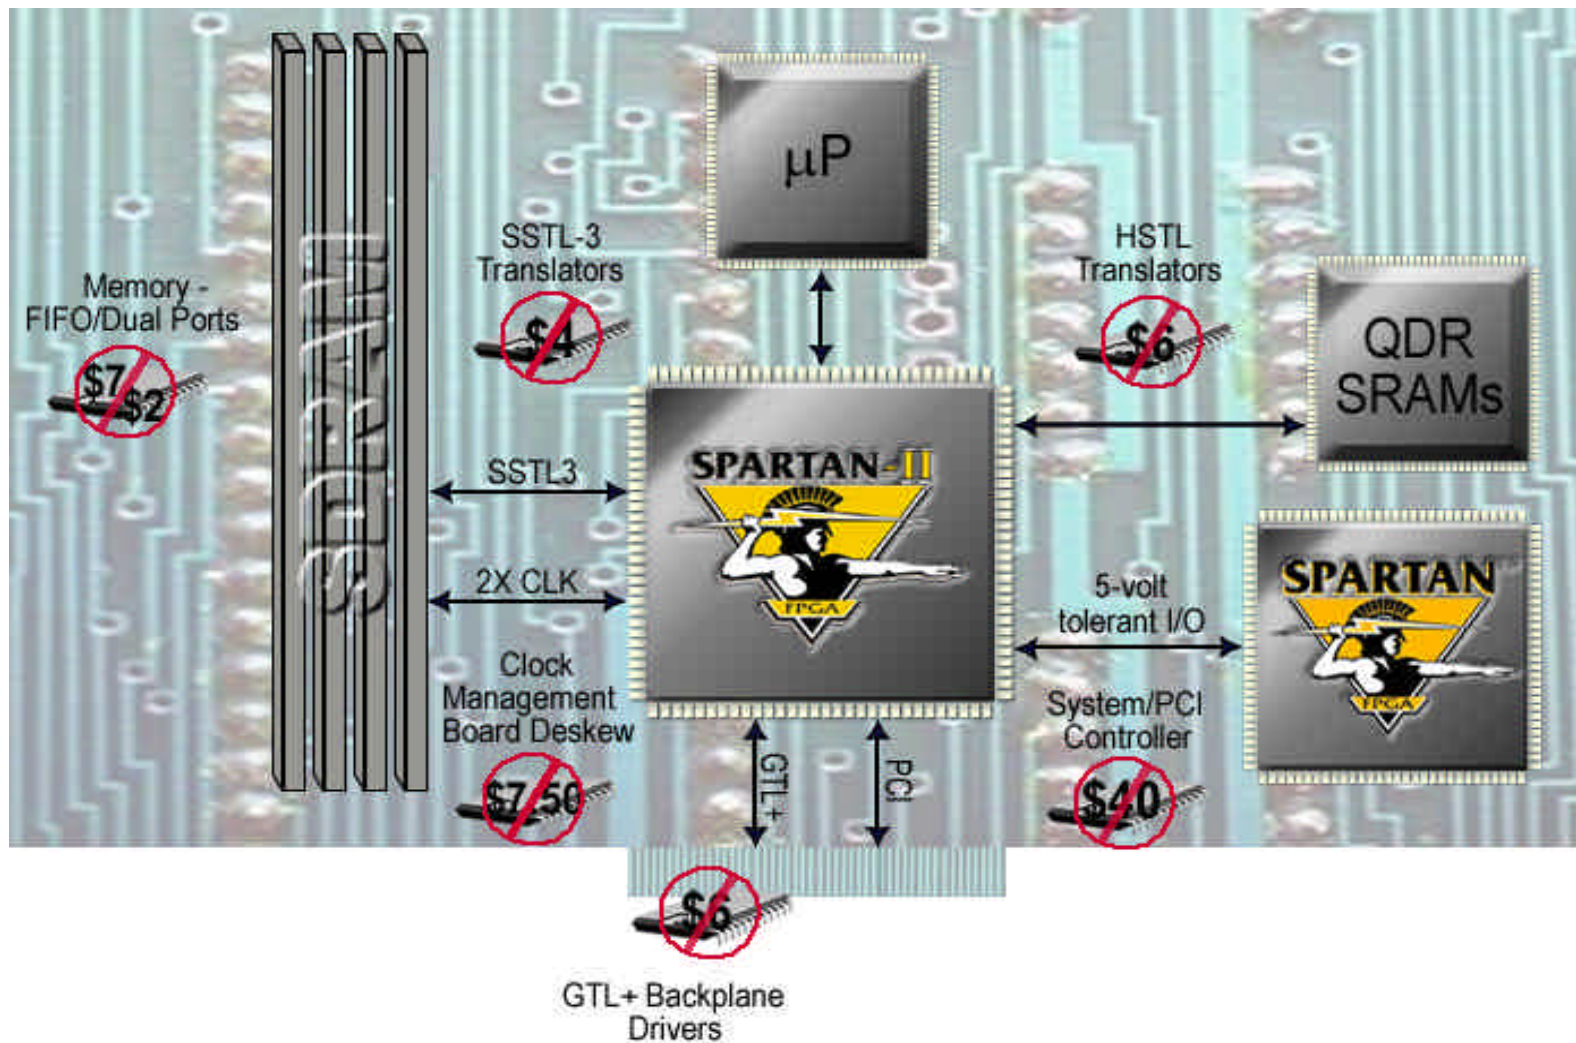 µP
SSTL-3
Translators
$4
HSTL
Translators
$6
Memory -
FIFO/Dual Ports
$7
$2
SDRAM
QDR
SRAMs
SPARTAN-II
FPGA
SSTL3
2X CLK
Clock
Management
Board Deskew
$7.50
5-volt
tolerant I/O
SPARTAN
FPGA
System/PCI
Controller
$40
GTL+
PCI
$6
GTL+ Backplane
Drivers